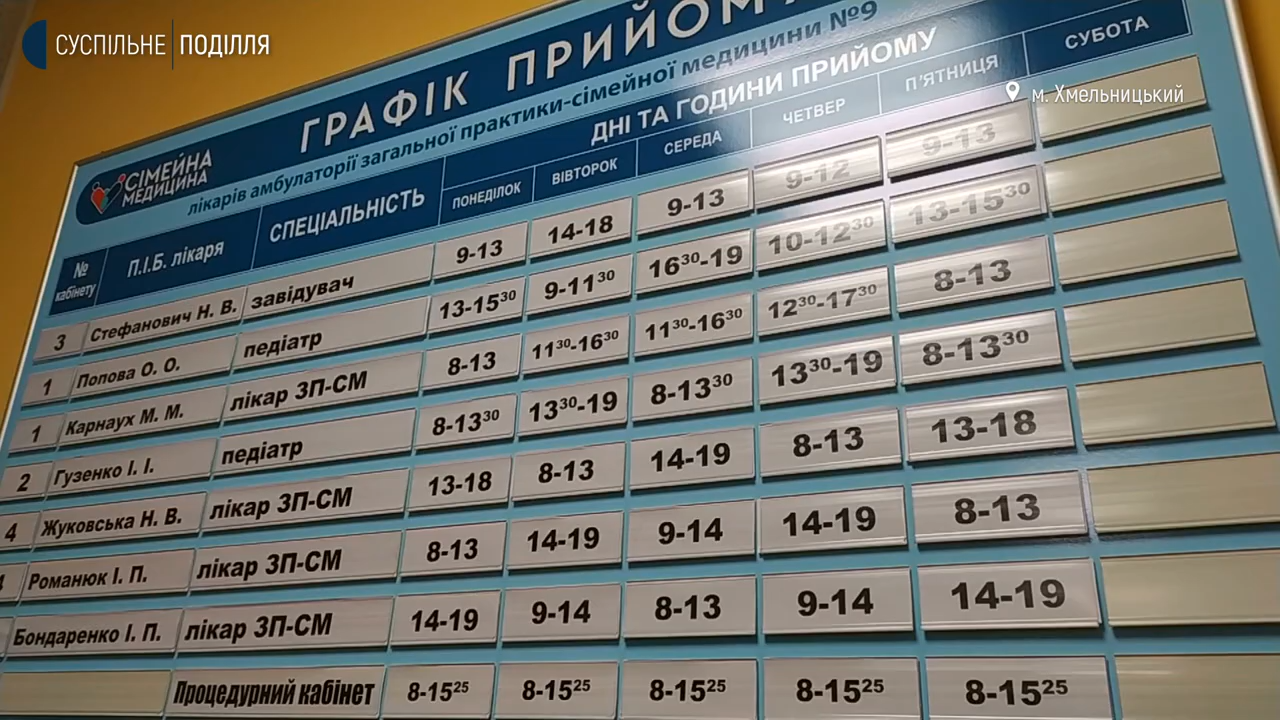 СУСПІЛЬНЕ ПОДІЛЛЯ
м. Хмельницький
ГРАФІК ПРИЙОМ
лікарів амбулаторії загальної практики-сімейної медицини №9
СІМЕЙНА МЕДИЦИНА
ДНІ ТА ГОДИНИ ПРИЙОМУ
№ кабінету П.І.Б. лікаря СПЕЦІАЛЬНІСТЬ ПОНЕДІЛОК ВІВТОРОК СЕРЕДА ЧЕТВЕР П'ЯТНИЦЯ СУБОТА
3 Стефанович Н. В. завідувач 9-13 14-18 9-13 9-12 9-13
1 Попова О. О. педіатр 13-15³⁰ 9-11³⁰ 16³⁰-19 10-12³⁰ 13-15³⁰
1 Карнаух М. М. лікар ЗП-СМ 8-13 11³⁰-16³⁰ 11³⁰-16³⁰ 12³⁰-17³⁰ 8-13
2 Гузенко І. І. педіатр 8-13³⁰ 13³⁰-19 8-13³⁰ 13³⁰-19 8-13³⁰
4 Жуковська Н. В. лікар ЗП-СМ 13-18 8-13 14-19 8-13 13-18
Романюк І. П. лікар ЗП-СМ 8-13 14-19 9-14 14-19 8-13
Бондаренко І. П. лікар ЗП-СМ 14-19 9-14 8-13 9-14 14-19
Процедурний кабінет 8-15²⁵ 8-15²⁵ 8-15²⁵ 8-15²⁵ 8-15²⁵